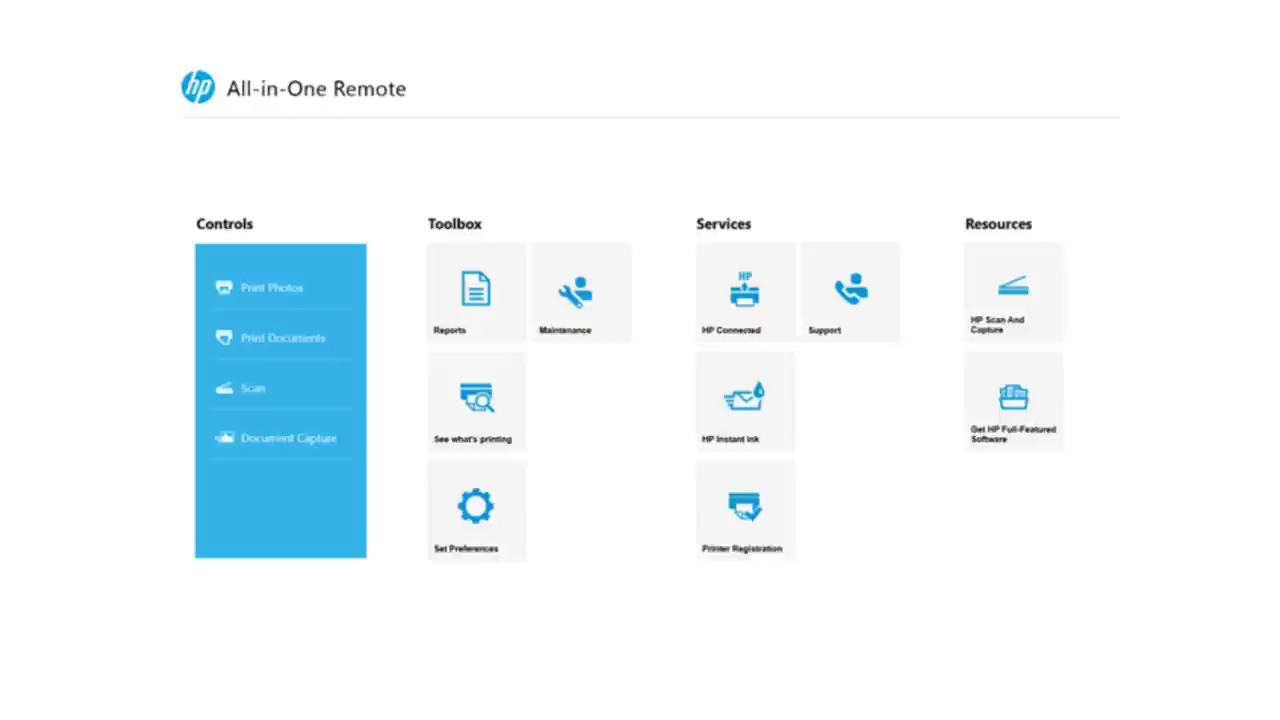 hp All-in-One Remote
Controls
Print Photos
Print Documents
Scan
Document Capture
Toolbox
Reports
Maintenance
See what's printing
Set Preferences
Services
HP
HP Connected
Support
HP Instant Ink
Printer Registration
Resources
HP Scan And
Capture
Get HP Full-Featured
Software